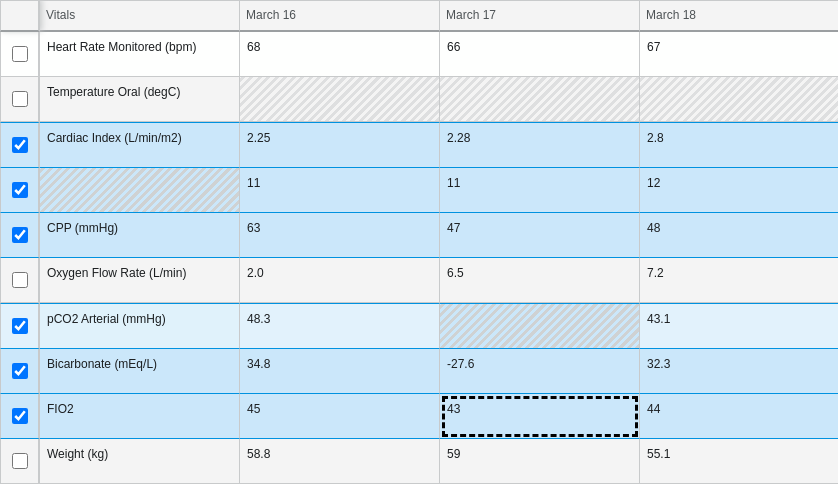 Vitals March 16 March 17 March 18
Heart Rate Monitored (bpm) 68 66 67
Temperature Oral (degC)
Cardiac Index (L/min/m2) 2.25 2.28 2.8
11 11 12
CPP (mmHg) 63 47 48
Oxygen Flow Rate (L/min) 2.0 6.5 7.2
pCO2 Arterial (mmHg) 48.3 43.1
Bicarbonate (mEq/L) 34.8 -27.6 32.3
FIO2 45 43 44
Weight (kg) 58.8 59 55.1